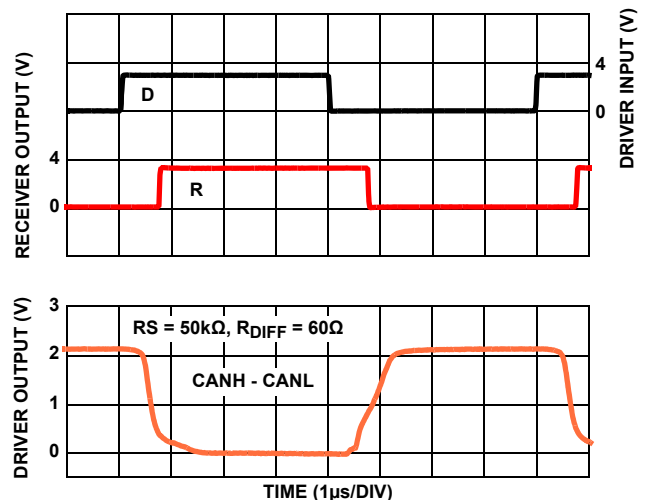 RECEIVER OUTPUT (V)
4
0
D
R
4
0
DRIVER INPUT (V)
DRIVER OUTPUT (V)
3
2
1
0
RS = 50kΩ, RDIFF = 60Ω
CANH - CANL
TIME (1µs/DIV)